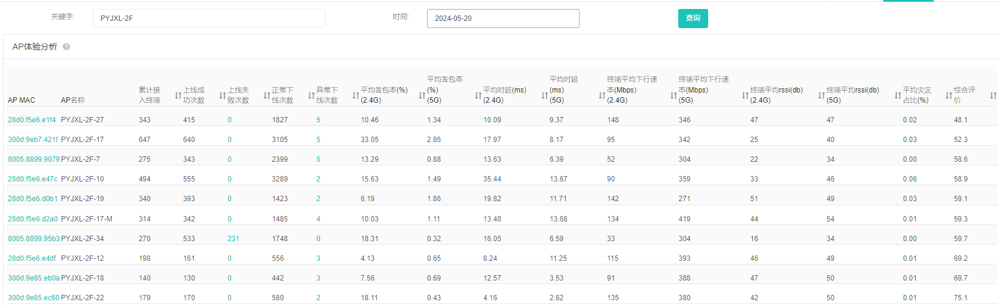 关键字: PYJXL-2F 时间: 2024-05-20 查询
AP体验分析 ?
AP MAC AP名称 累计接入终端 上线成功次数 上线失败次数 正常下线次数 异常下线次数 平均丢包率(%)(2.4G) 平均丢包率(%)(5G) 平均时延(ms)(2.4G) 平均时延(ms)(5G) 终端平均下行速率(Mbps)(2.4G) 终端平均下行速率(Mbps)(5G) 终端平均rssi(db)(2.4G) 终端平均rssi(db)(5G) 平均灾区占比(%) 综合评价
28d0.f5e6.e1f4 PYJXL-2F-27 343 415 0 1827 5 10.46 1.34 10.09 9.37 148 346 47 47 0.02 48.1
300d.9eb7.421f PYJXL-2F-17 647 640 0 3105 5 33.05 2.86 17.97 8.17 95 342 25 40 0.03 52.3
8005.8899.9079 PYJXL-2F-7 275 343 0 2399 5 13.29 0.88 13.63 6.39 52 304 22 34 0.00 58.6
28d0.f5e6.e47c PYJXL-2F-10 494 555 0 3289 2 15.63 1.49 35.44 13.67 90 359 33 46 0.06 58.9
28d0.f5e6.d0b1 PYJXL-2F-19 340 393 0 1423 2 6.19 1.86 19.82 11.71 142 271 51 49 0.03 59.1
28d0.f5e6.d2a0 PYJXL-2F-17-M 314 342 0 1485 4 10.03 1.11 13.48 13.68 134 419 44 54 0.01 59.3
8005.8899.95b3 PYJXL-2F-34 270 533 231 1748 0 18.31 0.32 16.05 6.59 33 304 16 34 0.00 59.7
28d0.f5e6.e4df PYJXL-2F-12 198 161 0 556 3 4.13 0.65 8.24 11.25 115 393 46 49 0.01 69.2
300d.9e85.eb0a PYJXL-2F-18 140 130 0 442 3 7.56 0.69 12.57 3.53 91 388 47 50 0.01 69.7
300d.9e85.ec60 PYJXL-2F-22 179 170 0 580 2 18.11 0.43 4.16 2.62 135 380 42 50 0.01 75.1